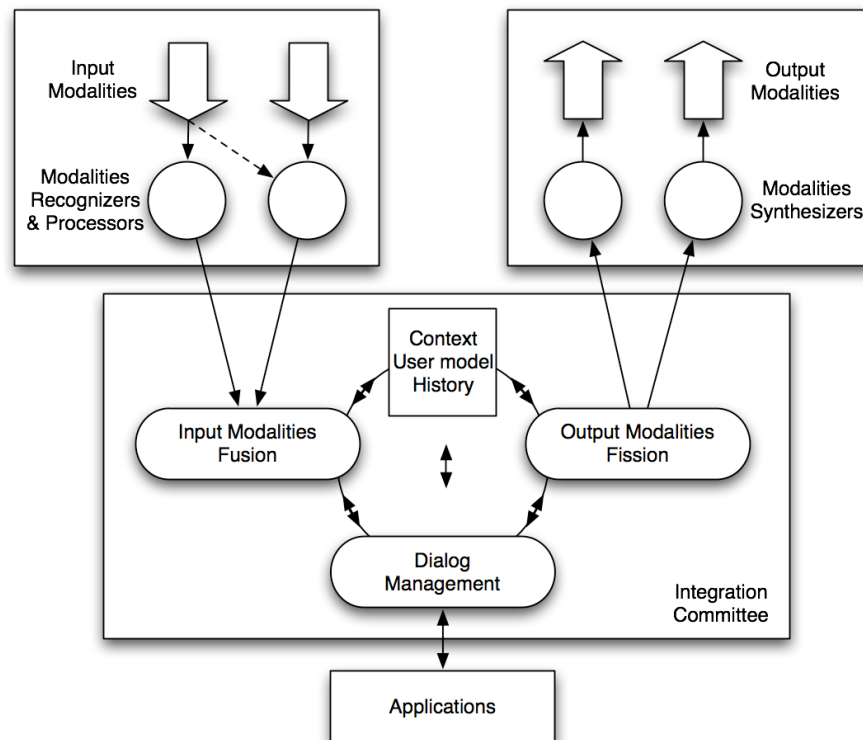 Input
Modalities
Modalities
Recognizers
& Processors
Output
Modalities
Modalities
Synthesizers
Context
User model
History
Input Modalities
Fusion
Output Modalities
Fission
Dialog
Management
Integration
Committee
Applications